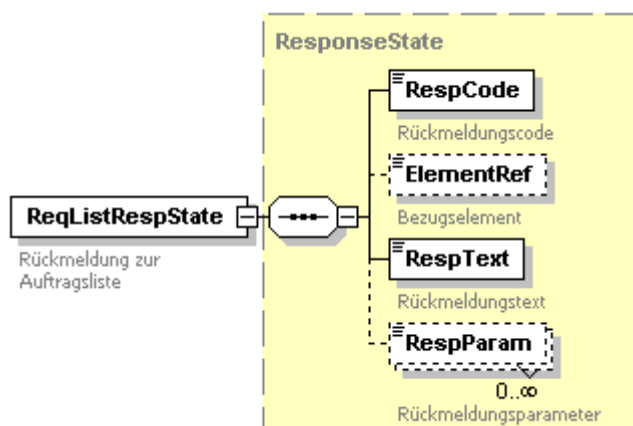 ResponseState
RespCode
Rückmeldungscode
ElementRef
Bezugselement
ReqListRespState
Rückmeldung zur
Auftragsliste
RespText
Rückmeldungstext
RespParam
0..∞
Rückmeldungsparameter